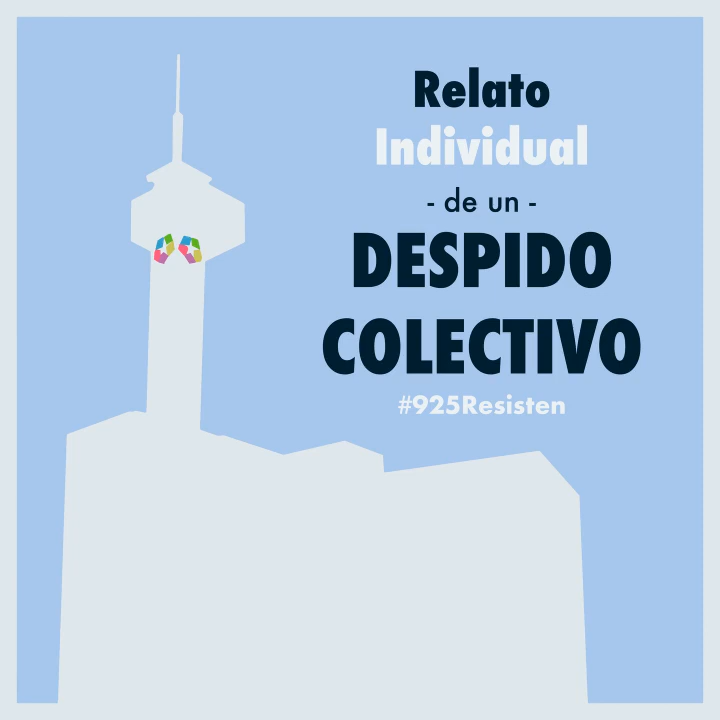 Relato
Individual
- de un -
DESPIDO
COLECTIVO
#925Resisten